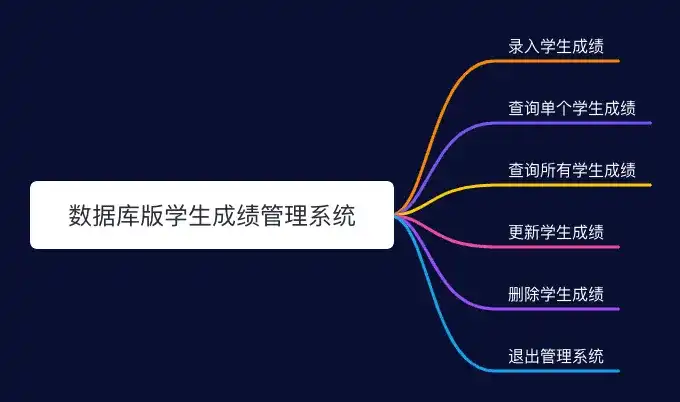 数据库版学生成绩管理系统
录入学生成绩
查询单个学生成绩
查询所有学生成绩
更新学生成绩
删除学生成绩
退出管理系统